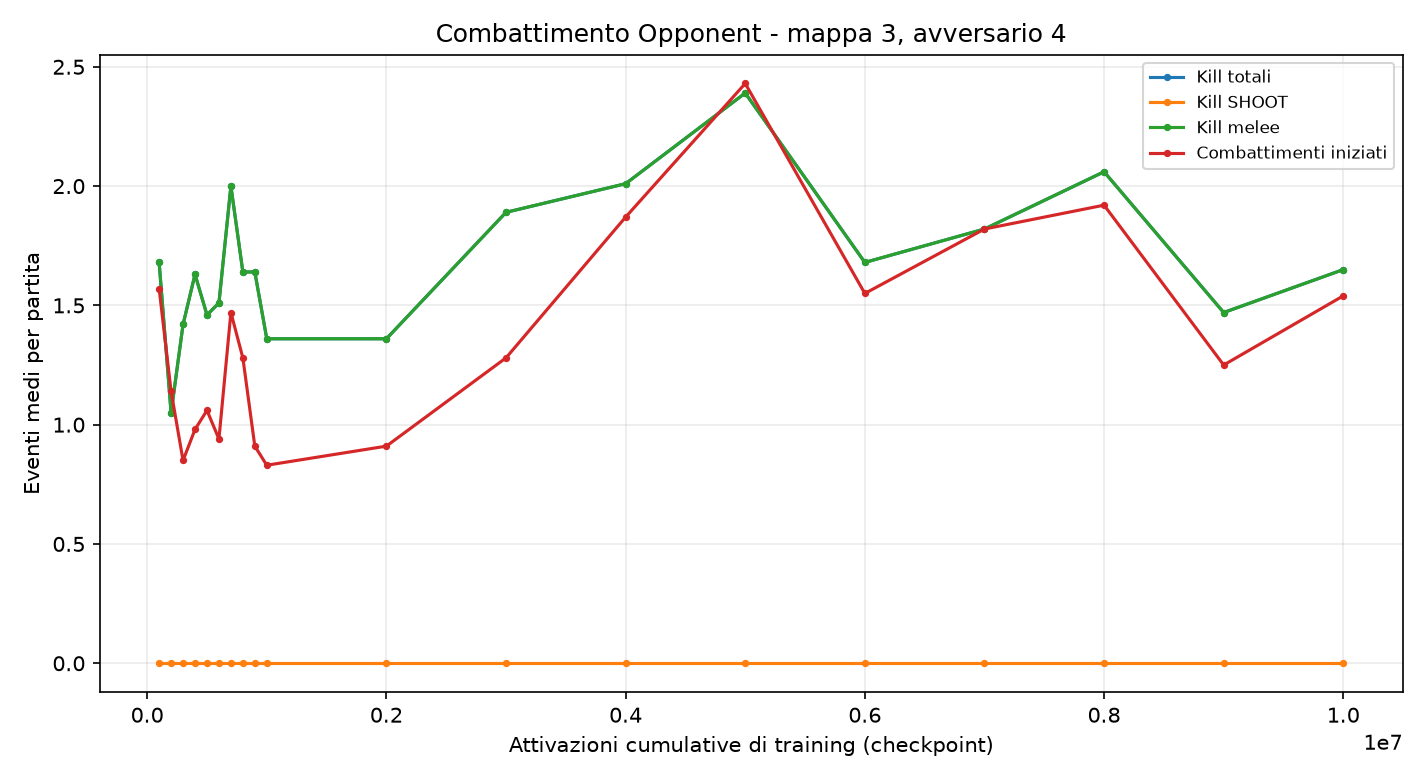 Combattimento Opponent - mappa 3, avversario 4
2.5
2.0
1.5
1.0
0.5
0.0
Eventi medi per partita
Kill totali
Kill SHOOT
Kill melee
Combattimenti iniziati
0.0 0.2 0.4 0.6 0.8 1.0
1e7
Attivazioni cumulative di training (checkpoint)